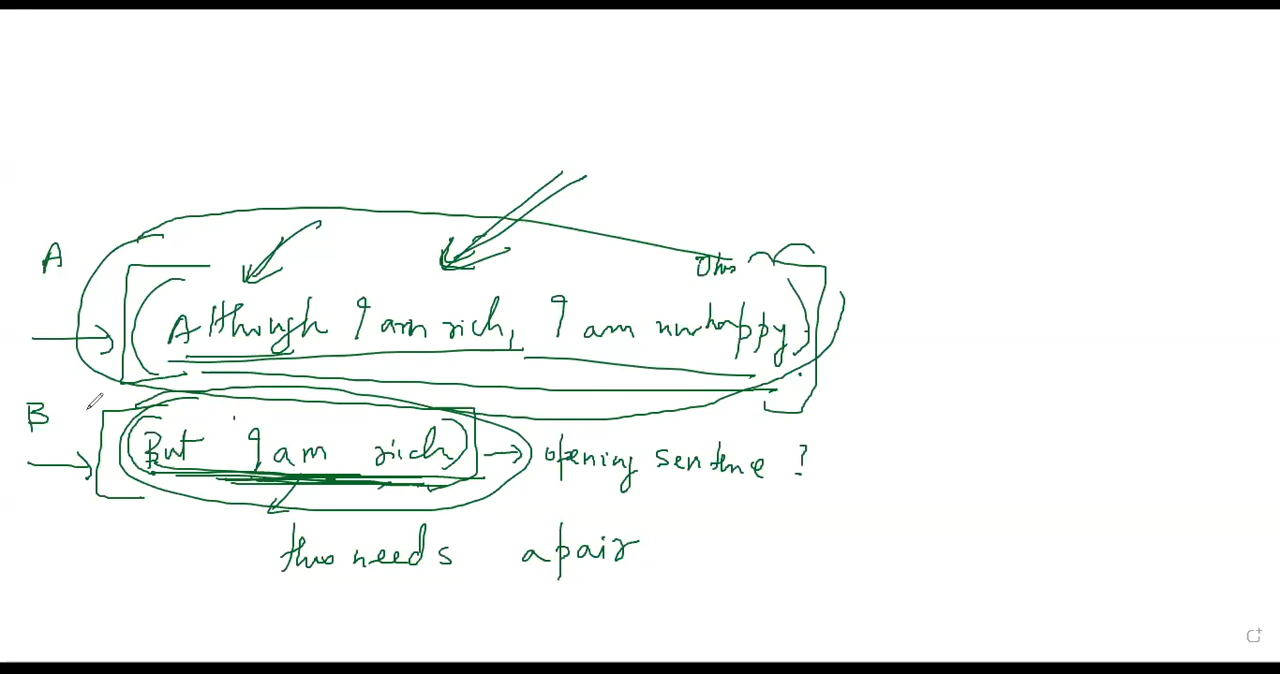 A
Although I am rich, I am unhappy.
B
But I am rich → opening sentence ?
this needs a pair